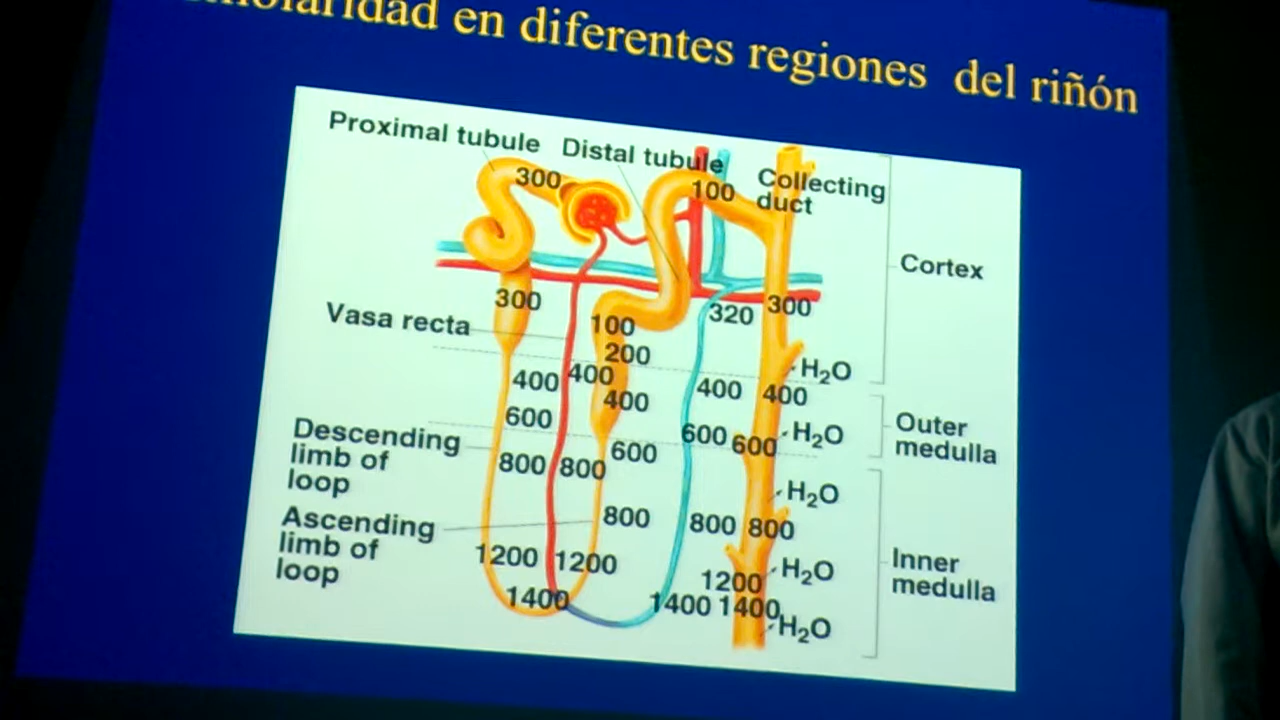 en diferentes regiones del riñón
Proximal tubule
Distal tubule
Collecting
duct
300
100
Cortex
300
Vasa recta
100
320
300
200
H₂O
400
400
400
400
400
Outer
medulla
600
600
600
600
H₂O
Descending
limb of
loop
800
800
H₂O
Ascending
limb of
loop
800
800
800
1200
1200
1200
H₂O
Inner
medulla
1400
1400
1400
H₂O